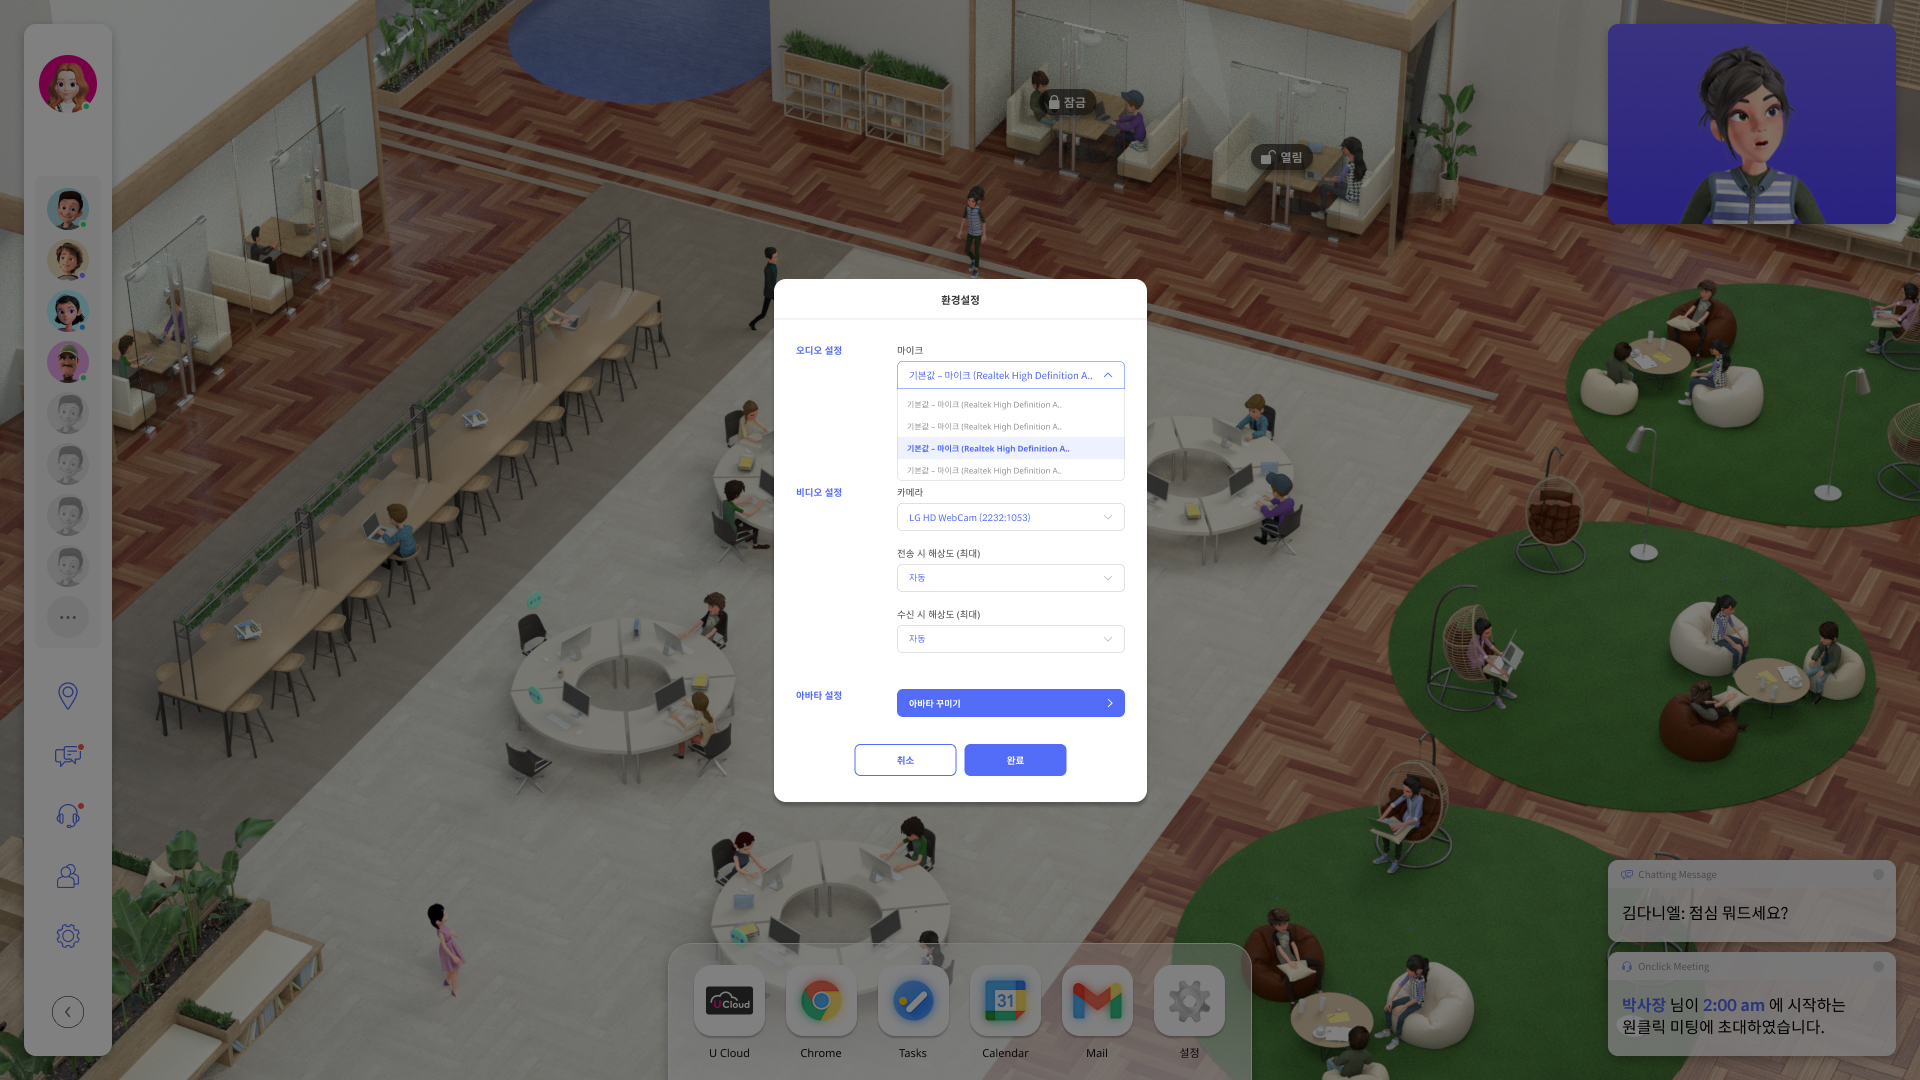 잠금
열림
환경설정
오디오 설정
마이크
기본값 – 마이크 (Realtek High Definition A..
기본값 – 마이크 (Realtek High Definition A..
기본값 – 마이크 (Realtek High Definition A..
기본값 – 마이크 (Realtek High Definition A..
기본값 – 마이크 (Realtek High Definition A..
비디오 설정
카메라
LG HD WebCam (2232:1053)
전송 시 해상도 (최대)
자동
수신 시 해상도 (최대)
자동
아바타 설정
아바타 꾸미기
취소
완료
Chatting Message
김다니엘: 점심 뭐드세요?
Onclick Meeting
박사장 님이 2:00 am 에 시작하는
원클릭 미팅에 초대하였습니다.
UCloud
31
U Cloud
Chrome
Tasks
Calendar
Mail
설정